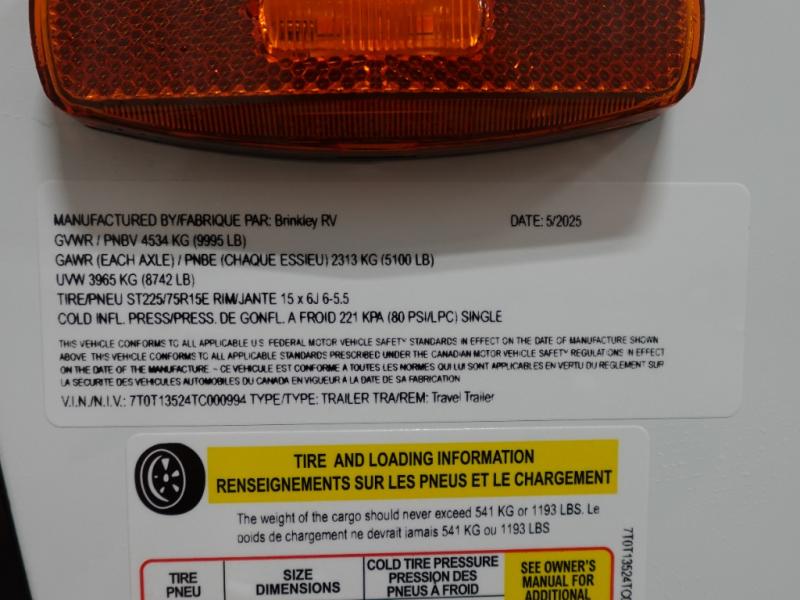 MANUFACTURED BY/FABRIQUE PAR: Brinkley RV DATE: 5/2025
GVWR / PNBV 4534 KG (9995 LB)
GAWR (EACH AXLE) / PNBE (CHAQUE ESSIEU) 2313 KG (5100 LB)
UVW 3965 KG (8742 LB)
TIRE/PNEU ST225/75R15E RIM/JANTE 15 x 6J 6-5.5
COLD INFL. PRESS/PRESS. DE GONFL. A FROID 221 KPA (80 PSI/LPC) SINGLE
THIS VEHICLE CONFORMS TO ALL APPLICABLE U.S. FEDERAL MOTOR VEHICLE SAFETY STANDARDS IN EFFECT ON THE DATE OF MANUFACTURE SHOWN
ABOVE. THIS VEHICLE CONFORMS TO ALL APPLICABLE STANDARDS PRESCRIBED UNDER THE CANADIAN MOTOR VEHICLE SAFETY REGULATIONS IN EFFECT
ON THE DATE OF THE MANUFACTURE. - CE VEHICULE EST CONFORME A TOUTES LES NORMES QUI LUI SONT APPLICABLES EN VERTU DU REGLEMENT SUR
LA SECURITE DES VEHICULES AUTOMOBILES DU CANADA EN VIGUEUR A LA DATE DE SA FABRICATION
V.I.N./N.I.V.: 7T0T13524TC000994 TYPE/TYPE: TRAILER TRA/REM: Travel Trailer
TIRE AND LOADING INFORMATION
RENSEIGNEMENTS SUR LES PNEUS ET LE CHARGEMENT
The weight of the cargo should never exceed 541 KG or 1193 LBS. Le
poids de chargement ne devrait jamais 541 KG ou 1193 LBS
TIRE
PNEU
SIZE
DIMENSIONS
COLD TIRE PRESSURE
PRESSION DES
PNEUS À FROID
SEE OWNER'S
MANUAL FOR
ADDITIONAL
7T0T13524TC